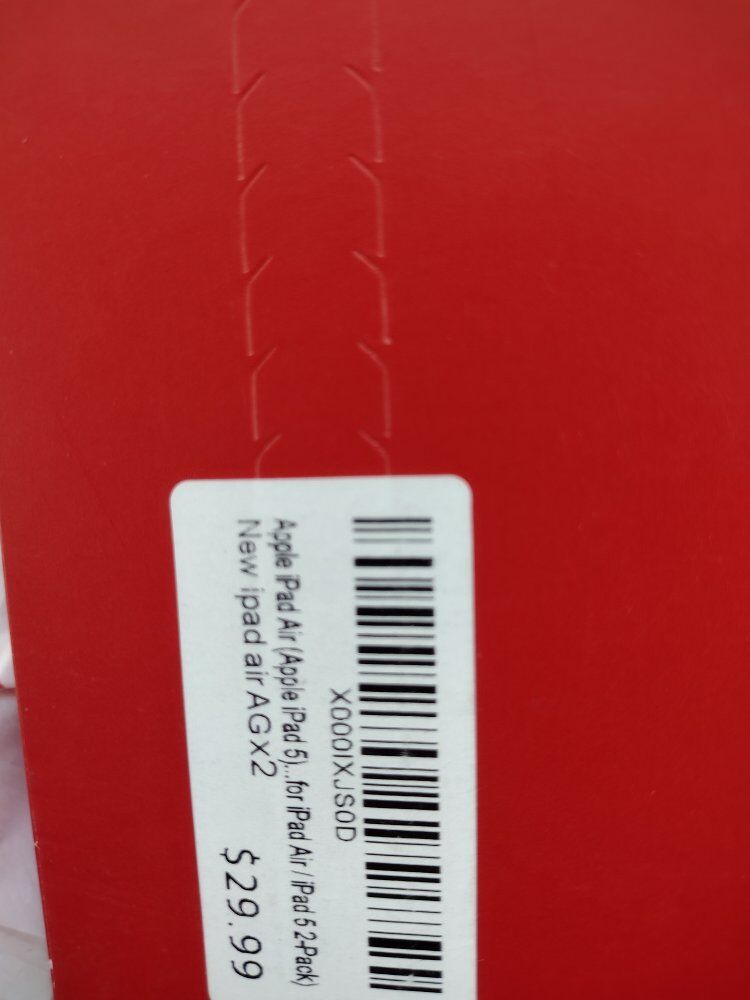 X000IXJS0D
Apple iPad Air (Apple iPad 5)...for iPad Air / iPad 5 2-Pack)
New ipad air AGx2
$29.99